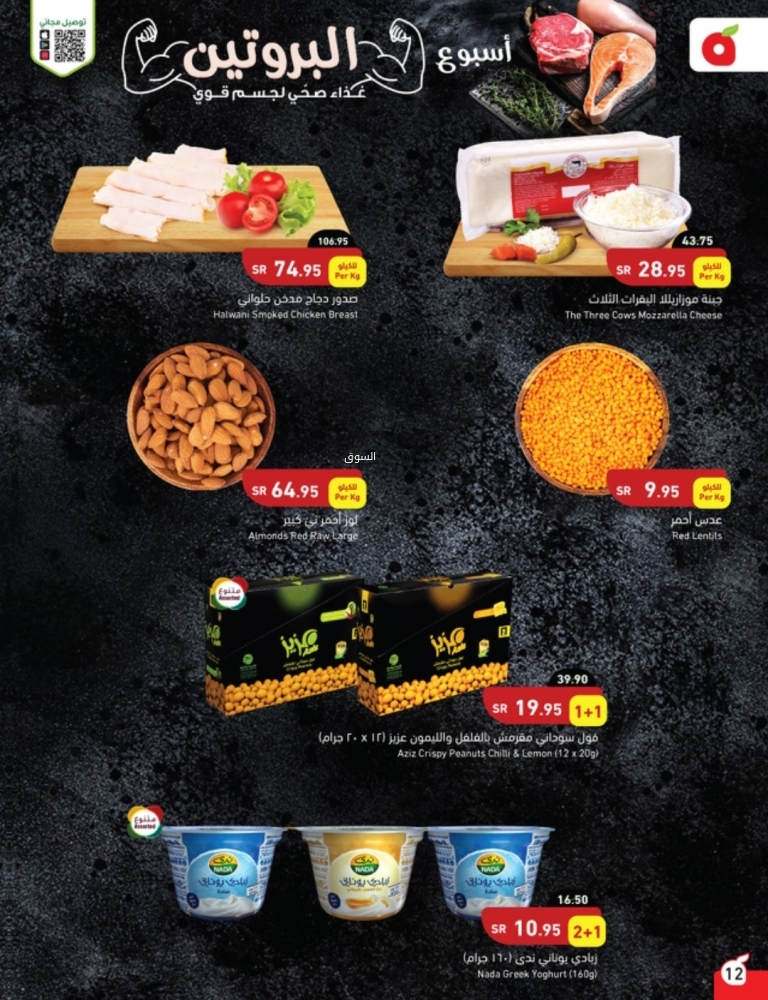 توصيل مجاني
أسبوع البروتين
غذاء صحّي لجسم قوي
106.95
SR 74.95
للكيلو
Per Kg
صدور دجاج مدخن حلواني
Halwani Smoked Chicken Breast
43.75
SR 28.95
للكيلو
Per Kg
جبنة موزاريللا البقرات الثلاث
The Three Cows Mozzarella Cheese
السوق
SR 64.95
للكيلو
Per Kg
لوز أحمر ني كبير
Almonds Red Raw Large
SR 9.95
للكيلو
Per Kg
عدس أحمر
Red Lentils
متنوع
Assorted
عزيز
عزيز
39.90
SR 19.95
1+1
فول سوداني مقرمش بالفلفل والليمون عزيز (١٢ x ٢٠ جرام)
Aziz Crispy Peanuts Chilli & Lemon (12 x 20g)
متنوع
Assorted
ندى
NADA
زبادي يوناني
ندى
NADA
زبادي يوناني
ندى
NADA
زبادي يوناني
16.50
SR 10.95
2+1
زبادي يوناني ندى (١٦٠ جرام)
Nada Greek Yoghurt (160g)
12